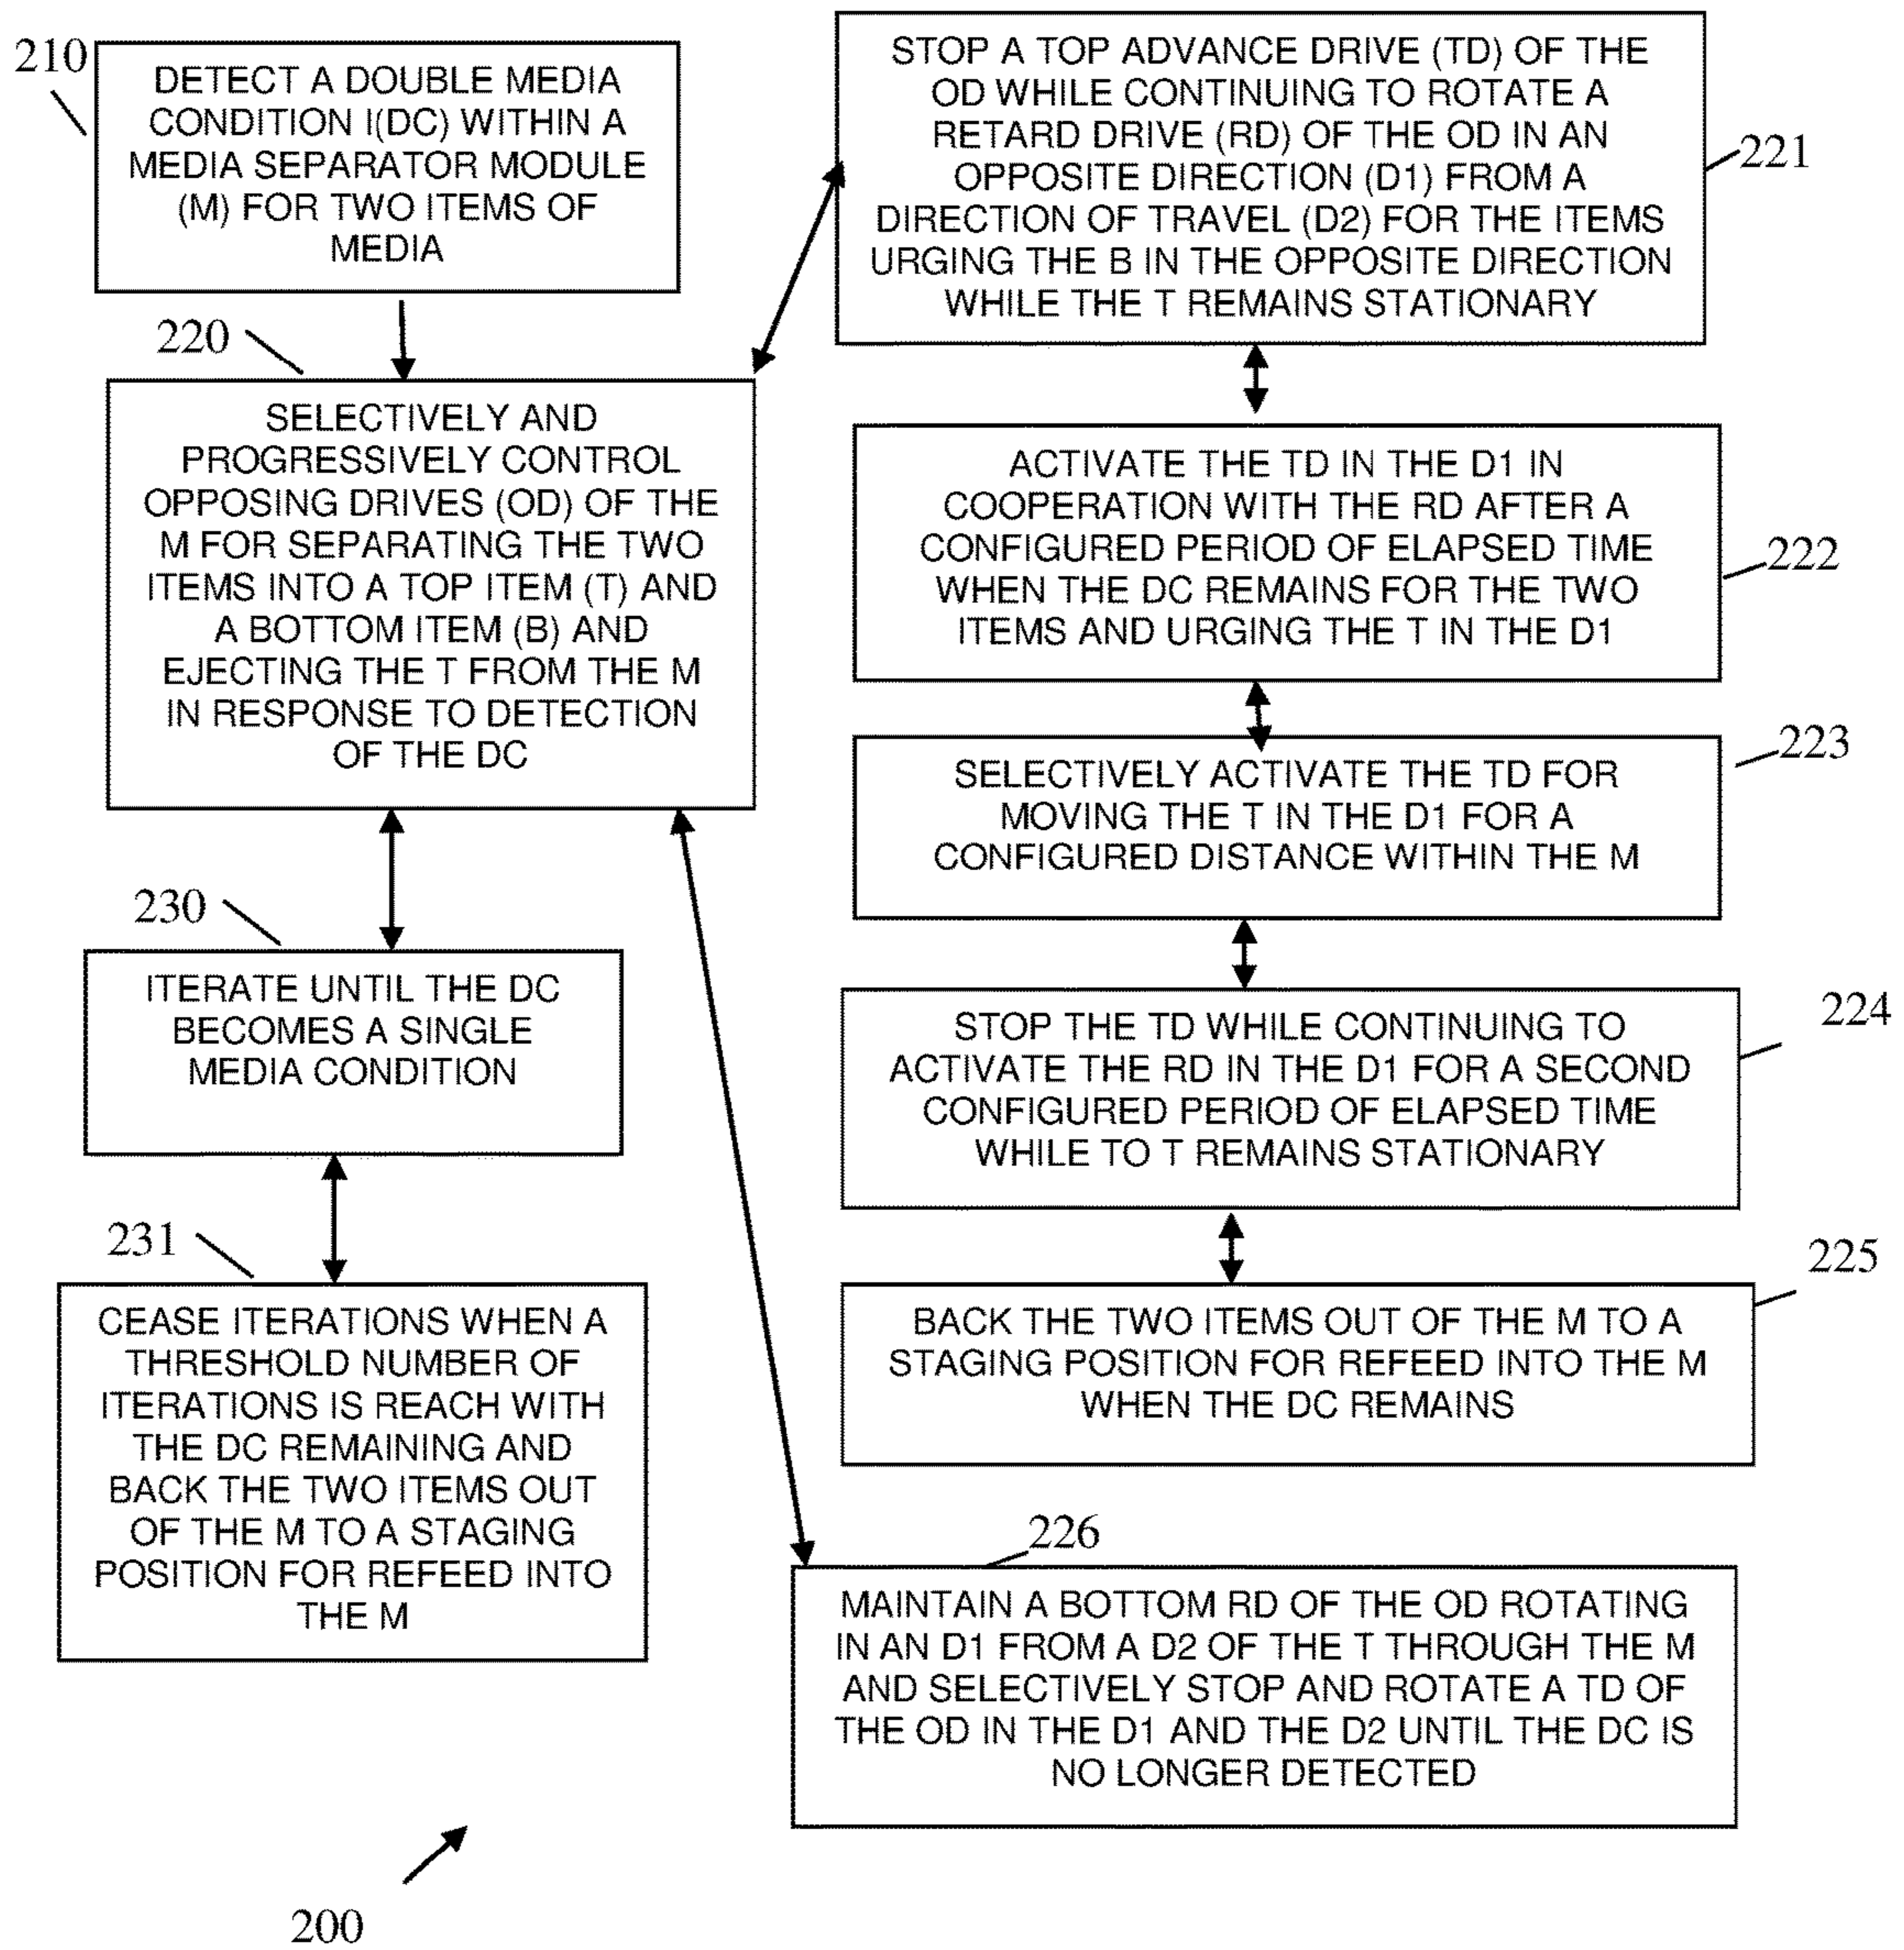 210
DETECT A DOUBLE MEDIA
CONDITION I(DC) WITHIN A
MEDIA SEPARATOR MODULE
(M) FOR TWO ITEMS OF
MEDIA
220
SELECTIVELY AND
PROGRESSIVELY CONTROL
OPPOSING DRIVES (OD) OF THE
M FOR SEPARATING THE TWO
ITEMS INTO A TOP ITEM (T) AND
A BOTTOM ITEM (B) AND
EJECTING THE T FROM THE M
IN RESPONSE TO DETECTION
OF THE DC
230
ITERATE UNTIL THE DC
BECOMES A SINGLE
MEDIA CONDITION
231
CEASE ITERATIONS WHEN A
THRESHOLD NUMBER OF
ITERATIONS IS REACH WITH
THE DC REMAINING AND
BACK THE TWO ITEMS OUT
OF THE M TO A STAGING
POSITION FOR REFEED INTO
THE M
STOP A TOP ADVANCE DRIVE (TD) OF THE
OD WHILE CONTINUING TO ROTATE A
RETARD DRIVE (RD) OF THE OD IN AN
OPPOSITE DIRECTION (D1) FROM A
DIRECTION OF TRAVEL (D2) FOR THE ITEMS
URGING THE B IN THE OPPOSITE DIRECTION
WHILE THE T REMAINS STATIONARY
221
ACTIVATE THE TD IN THE D1 IN
COOPERATION WITH THE RD AFTER A
CONFIGURED PERIOD OF ELAPSED TIME
WHEN THE DC REMAINS FOR THE TWO
ITEMS AND URGING THE T IN THE D1
222
SELECTIVELY ACTIVATE THE TD FOR
MOVING THE T IN THE D1 FOR A
CONFIGURED DISTANCE WITHIN THE M
223
STOP THE TD WHILE CONTINUING TO
ACTIVATE THE RD IN THE D1 FOR A SECOND
CONFIGURED PERIOD OF ELAPSED TIME
WHILE TO T REMAINS STATIONARY
224
BACK THE TWO ITEMS OUT OF THE M TO A
STAGING POSITION FOR REFEED INTO THE M
WHEN THE DC REMAINS
225
226
MAINTAIN A BOTTOM RD OF THE OD ROTATING
IN AN D1 FROM A D2 OF THE T THROUGH THE M
AND SELECTIVELY STOP AND ROTATE A TD OF
THE OD IN THE D1 AND THE D2 UNTIL THE DC IS
NO LONGER DETECTED
200